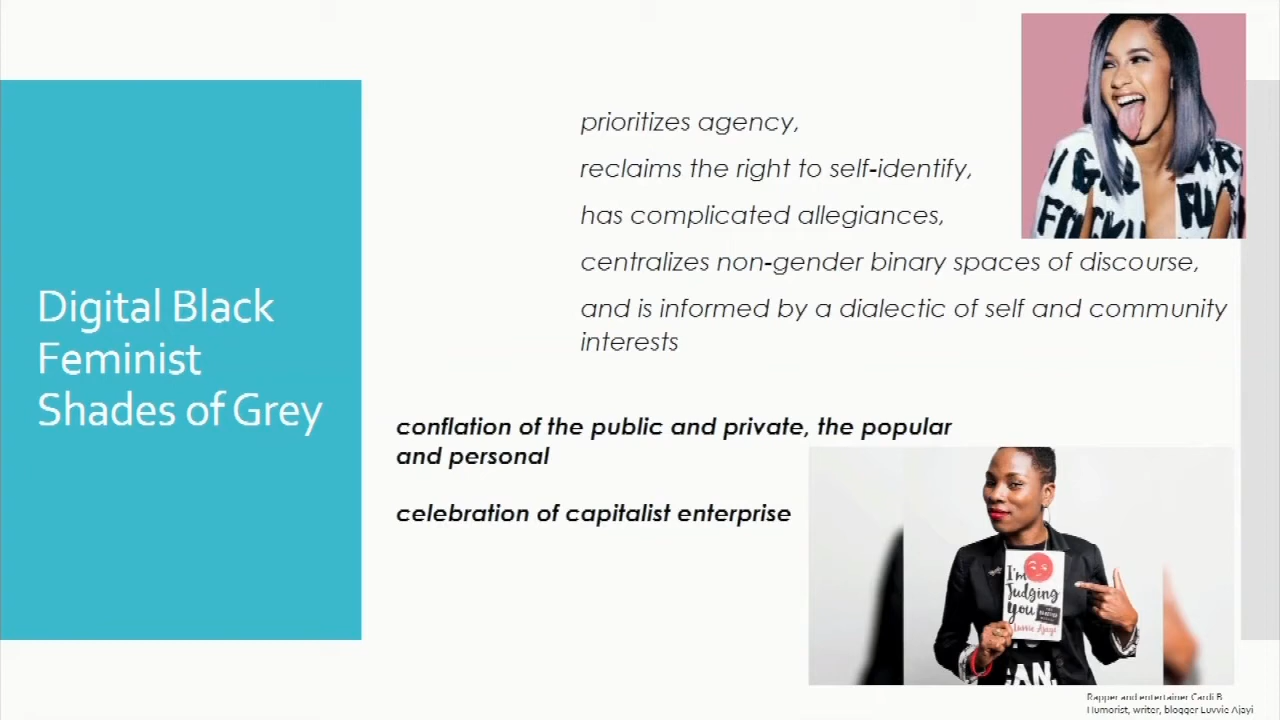 Digital Black
Feminist
Shades of Grey
prioritizes agency,
reclaims the right to self-identify,
has complicated allegiances,
centralizes non-gender binary spaces of discourse,
and is informed by a dialectic of self and community
interests
conflation of the public and private, the popular
and personal
celebration of capitalist enterprise
I'm
Judging
You
Luvvie Ajayi
CAN.
Rapper and entertainer Cardi B
Humorist, writer, blogger Luvvie Ajayi